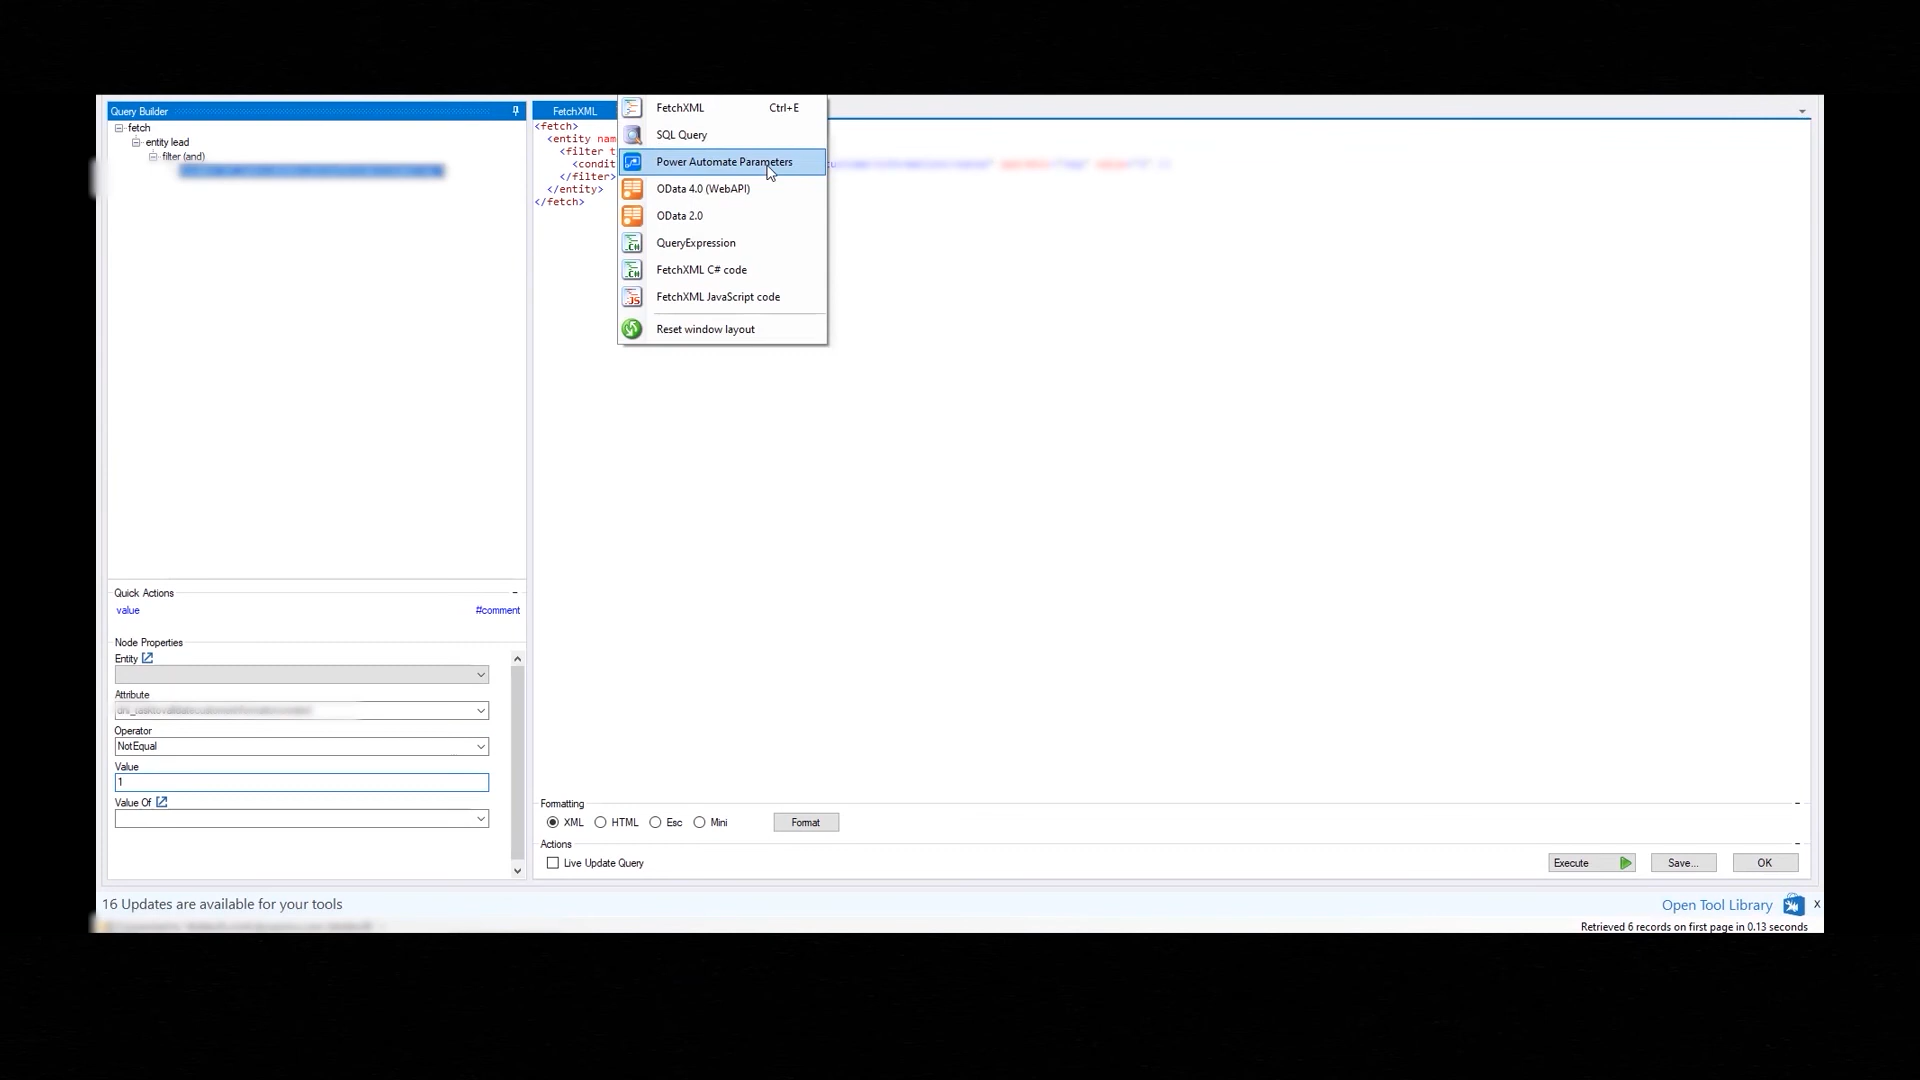 Query Builder
fetch
entity lead
filter (and)
FetchXML
<fetch>
<entity nam
<filter t
<condit
</filter>
</entity>
</fetch>
FetchXML Ctrl+E
SQL Query
Power Automate Parameters
OData 4.0 (WebAPI)
OData 2.0
QueryExpression
FetchXML C# code
FetchXML JavaScript code
Reset window layout
Quick Actions
value #comment
Node Properties
Entity
Attribute
Operator
NotEqual
Value
1
Value Of
Formatting
XML HTML Esc Mini Format
Actions
Live Update Query Execute Save... OK
16 Updates are available for your tools Open Tool Library X
Retrieved 6 records on first page in 0.13 seconds